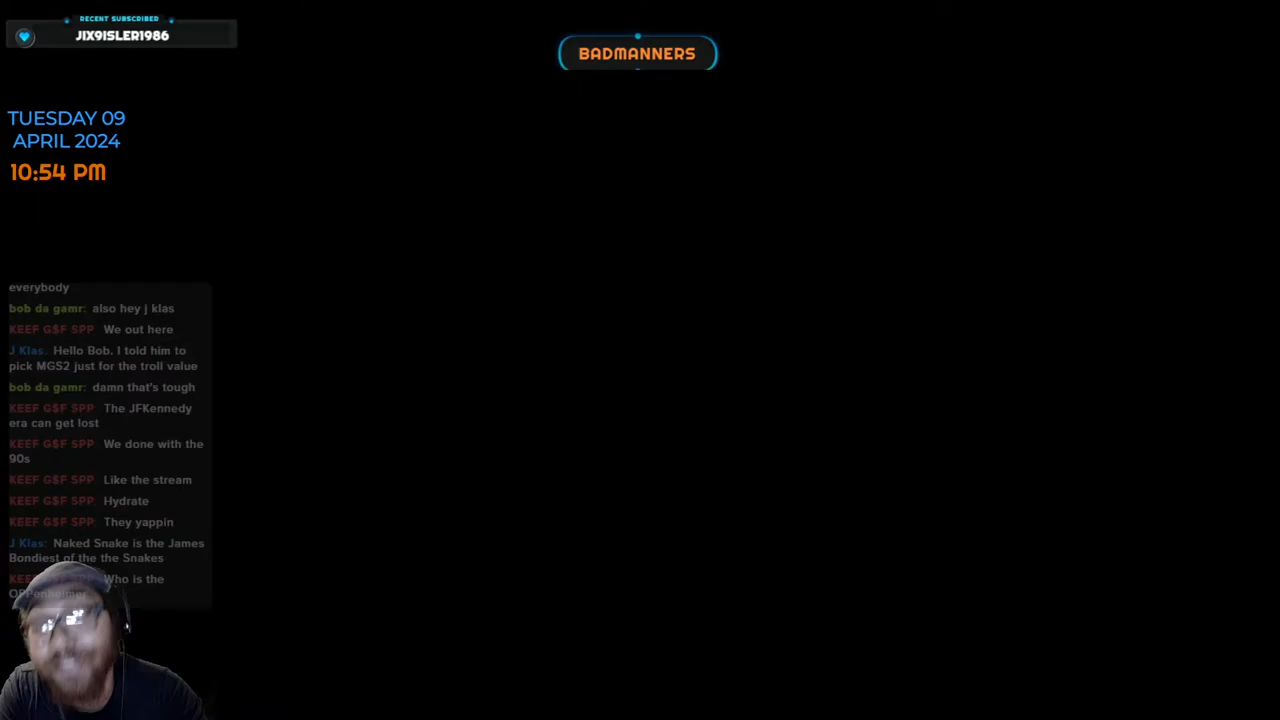 RECENT SUBSCRIBER
JIX9ISLER1986
BADMANNERS
TUESDAY 09
APRIL 2024
10:54 PM
everybody
bob da gamr: also hey j klas
KEEF G$F SPP: We out here
J Klas: Hello Bob. I told him to
pick MGS2 just for the troll value
bob da gamr: damn that's tough
KEEF G$F SPP: The JFKennedy
era can get lost
KEEF G$F SPP: We done with the
90s
KEEF G$F SPP: Like the stream
KEEF G$F SPP: Hydrate
KEEF G$F SPP: They yappin
J Klas: Naked Snake is the James
Bondiest of the the Snakes
Who is the
OPPenheimer